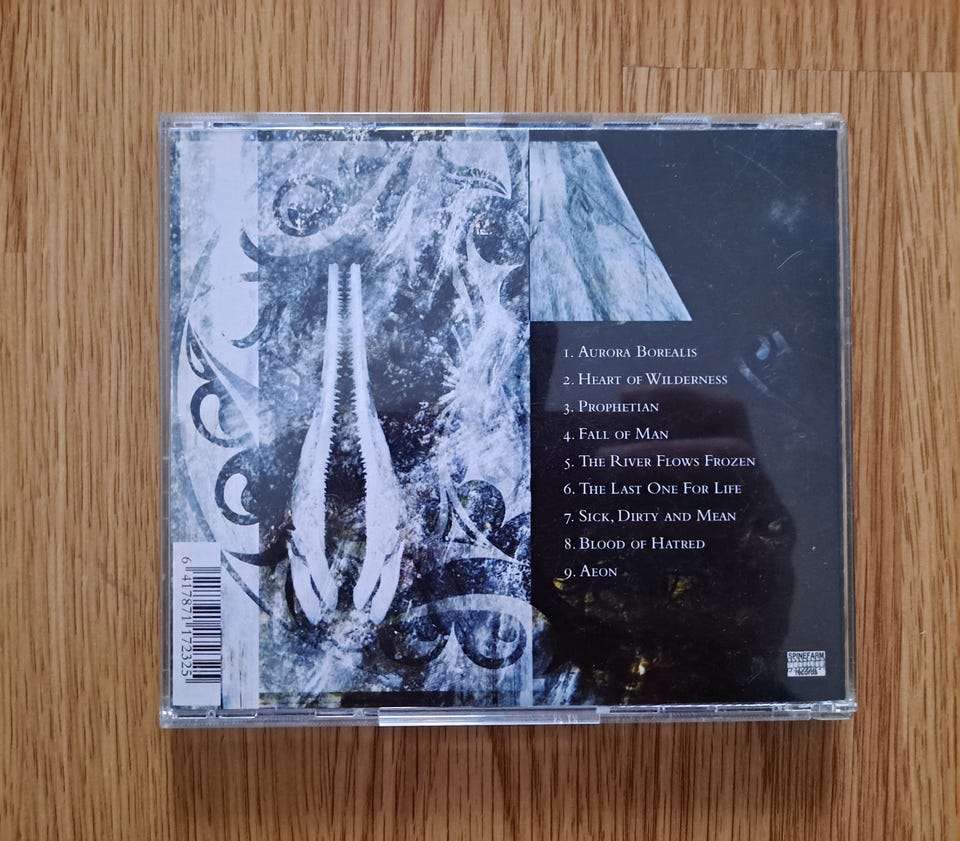 1. Aurora Borealis
2. Heart of Wilderness
3. Prophetian
4. Fall of Man
5. The River Flows Frozen
6. The Last One For Life
7. Sick, Dirty and Mean
8. Blood of Hatred
9. Aeon
6 417871 172325
SPINEFARM
records